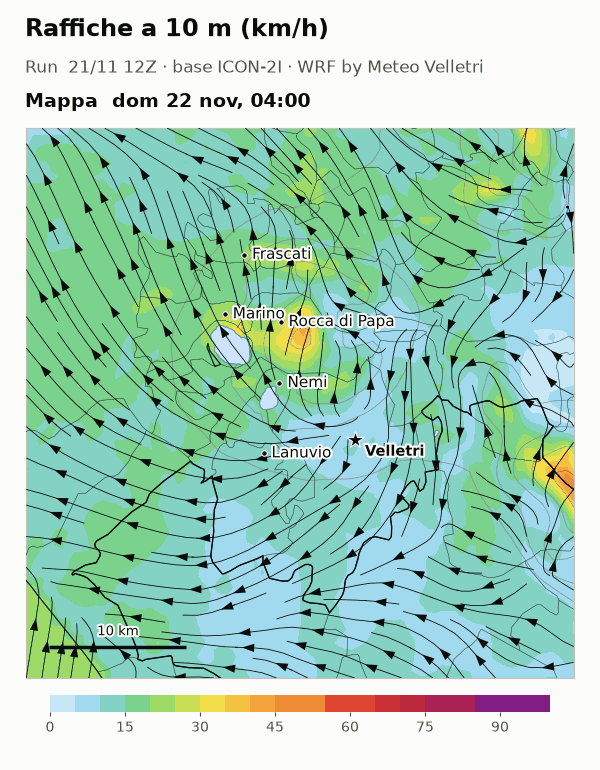 Raffiche a 10 m (km/h)
Run  21/11 12Z · base ICON-2I · WRF by Meteo Velletri
Mappa  dom 22 nov, 04:00
Frascati
Marino
Rocca di Papa
Nemi
Velletri
Lanuvio
10 km
0 15 30 45 60 75 90